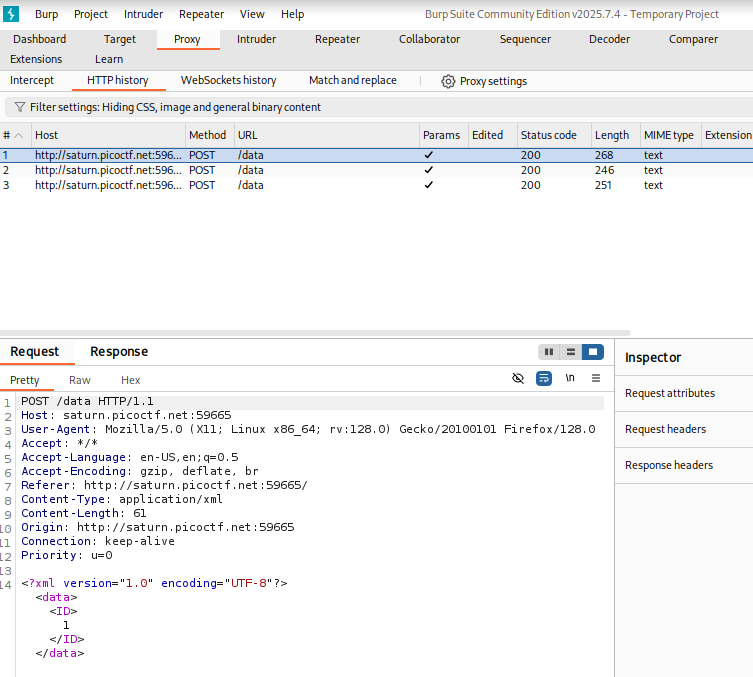 Burp Project Intruder Repeater View Help Burp Suite Community Edition v2025.7.4 - Temporary Project
Dashboard Target Proxy Intruder Repeater Collaborator Sequencer Decoder Comparer
Extensions Learn
Intercept HTTP history WebSockets history Match and replace Proxy settings
Filter settings: Hiding CSS, image and general binary content
# Host Method URL Params Edited Status code Length MIME type Extension
1 http://saturn.picoctf.net:596... POST /data ✓ 200 268 text
2 http://saturn.picoctf.net:596... POST /data ✓ 200 246 text
3 http://saturn.picoctf.net:596... POST /data ✓ 200 251 text
Request Response
Pretty Raw Hex \n
1 POST /data HTTP/1.1
2 Host: saturn.picoctf.net:59665
3 User-Agent: Mozilla/5.0 (X11; Linux x86_64; rv:128.0) Gecko/20100101 Firefox/128.0
4 Accept: */*
5 Accept-Language: en-US,en;q=0.5
6 Accept-Encoding: gzip, deflate, br
7 Referer: http://saturn.picoctf.net:59665/
8 Content-Type: application/xml
9 Content-Length: 61
10 Origin: http://saturn.picoctf.net:59665
11 Connection: keep-alive
12 Priority: u=0
13
14 <?xml version="1.0" encoding="UTF-8"?>
<data>
<ID>
1
</ID>
</data>
Inspector
Request attributes
Request headers
Response headers